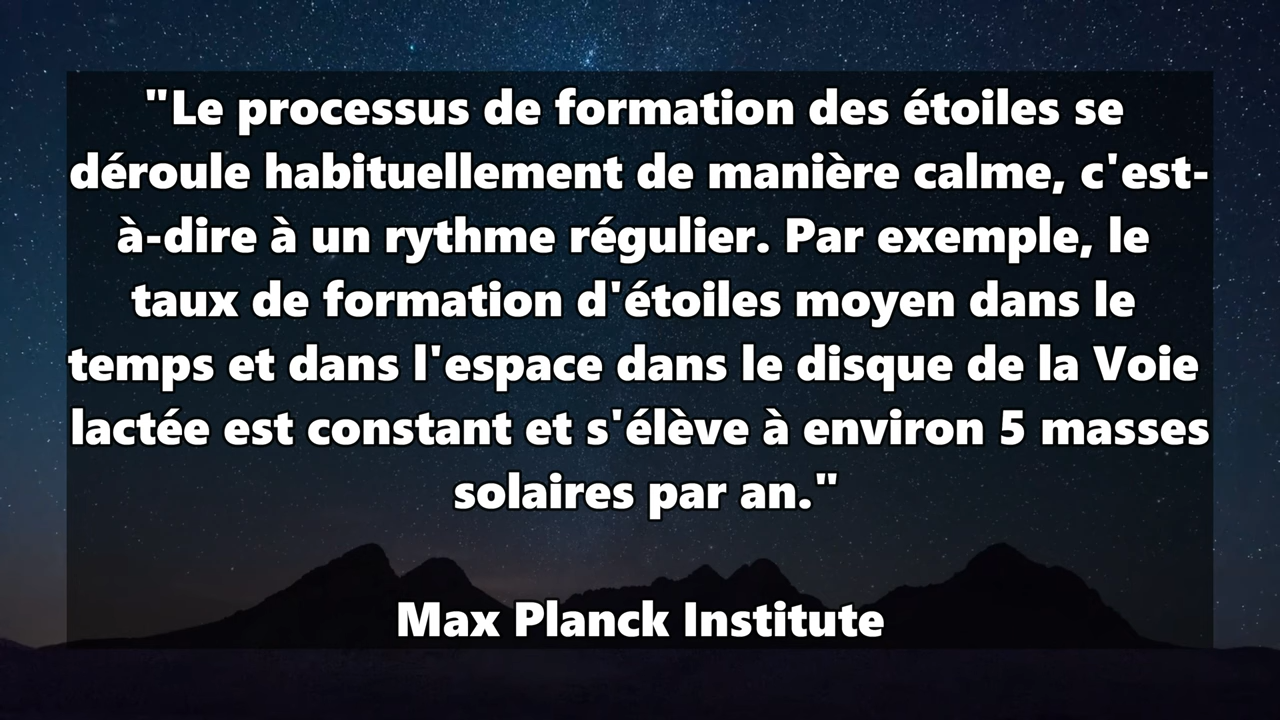 "Le processus de formation des étoiles se
déroule habituellement de manière calme, c'est-
à-dire à un rythme régulier. Par exemple, le
taux de formation d'étoiles moyen dans le
temps et dans l'espace dans le disque de la Voie
lactée est constant et s'élève à environ 5 masses
solaires par an."
Max Planck Institute